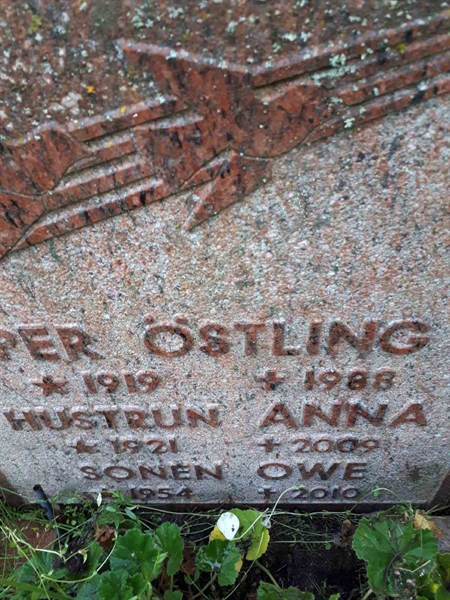 PER ÖSTLING
★ 1919 ✝ 1988
HUSTRUN ANNA
★ 1921 ✝ 2009
SONEN OWE
★ 1954 ✝ 2010